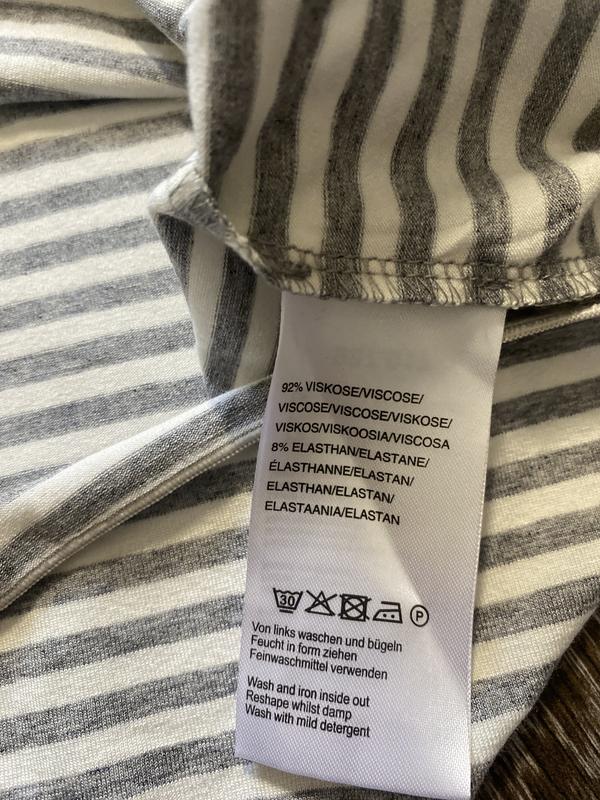 92% VISKOSE/VISCOSE/
VISCOSE/VISCOSE/VISKOSE/
VISKOS/VISKOOSIA/VISCOSA
8% ELASTHAN/ELASTANE/
ÉLASTHANNE/ELASTAN/
ELASTHAN/ELASTAN/
ELASTAANIA/ELASTAN
30 P
Von links waschen und bügeln
Feucht in form ziehen
Feinwaschmittel verwenden
Wash and iron inside out
Reshape whilst damp
Wash with mild detergent